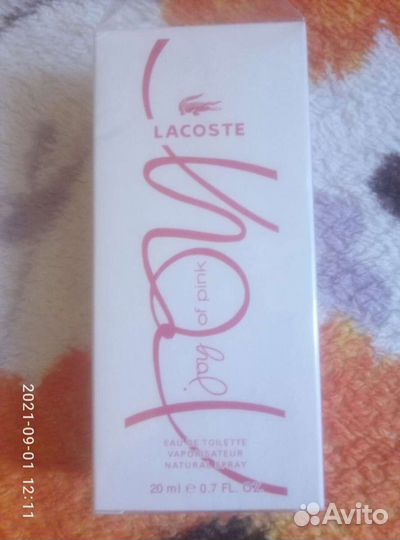 LACOSTE
of pink
EAU DE TOILETTE
VAPORISATEUR
NATURAL SPRAY
20 ml e 0.7 FL. OZ.
2021-09-01 12:11
Avito